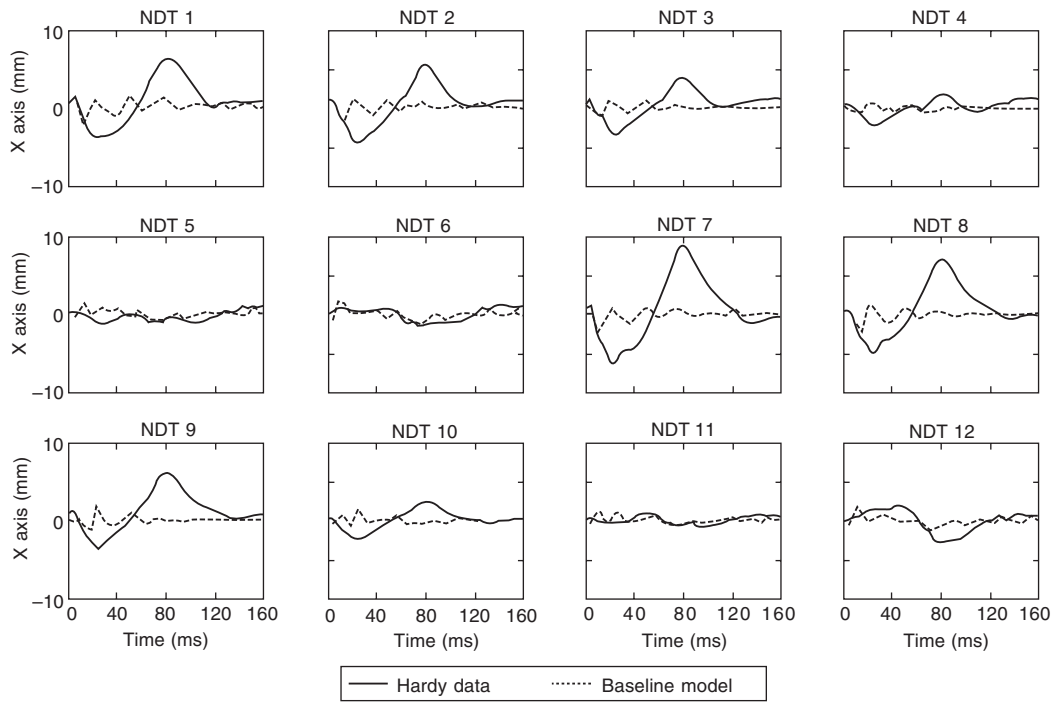 NDT 1 NDT 2 NDT 3 NDT 4
10
0
−10
X axis (mm)
NDT 5 NDT 6 NDT 7 NDT 8
10
0
−10
X axis (mm)
NDT 9 NDT 10 NDT 11 NDT 12
10
0
−10
X axis (mm)
0 40 80 120 160 0 40 80 120 160 0 40 80 120 160 0 40 80 120 160
Time (ms) Time (ms) Time (ms) Time (ms)
Hardy data Baseline model